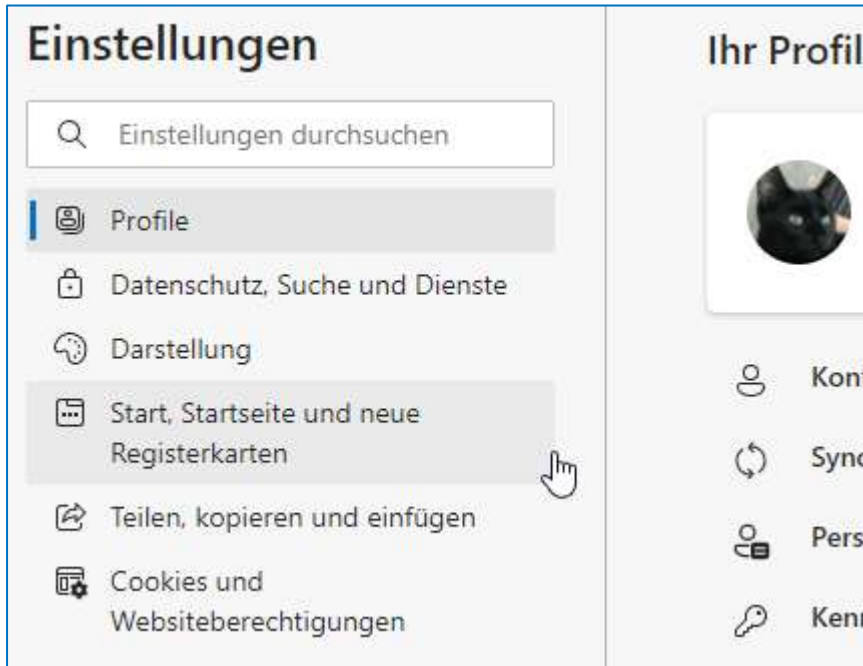 Einstellungen
Einstellungen durchsuchen
Profile
Datenschutz, Suche und Dienste
Darstellung
Start, Startseite und neue
Registerkarten
Teilen, kopieren und einfügen
Cookies und
Websiteberechtigungen
Ihr Profil